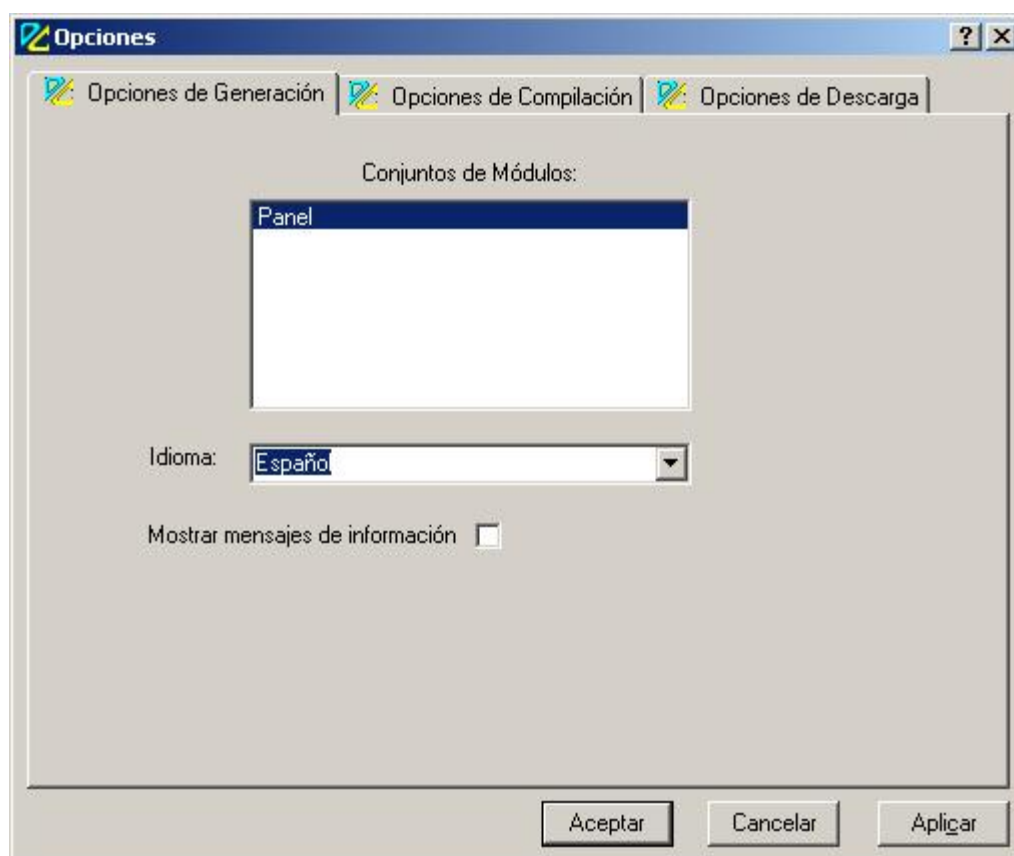 Opciones
Opciones de Generación
Opciones de Compilación
Opciones de Descarga
Conjuntos de Módulos:
Panel
Idioma:
Español
Mostrar mensajes de información
Aceptar
Cancelar
Aplicar